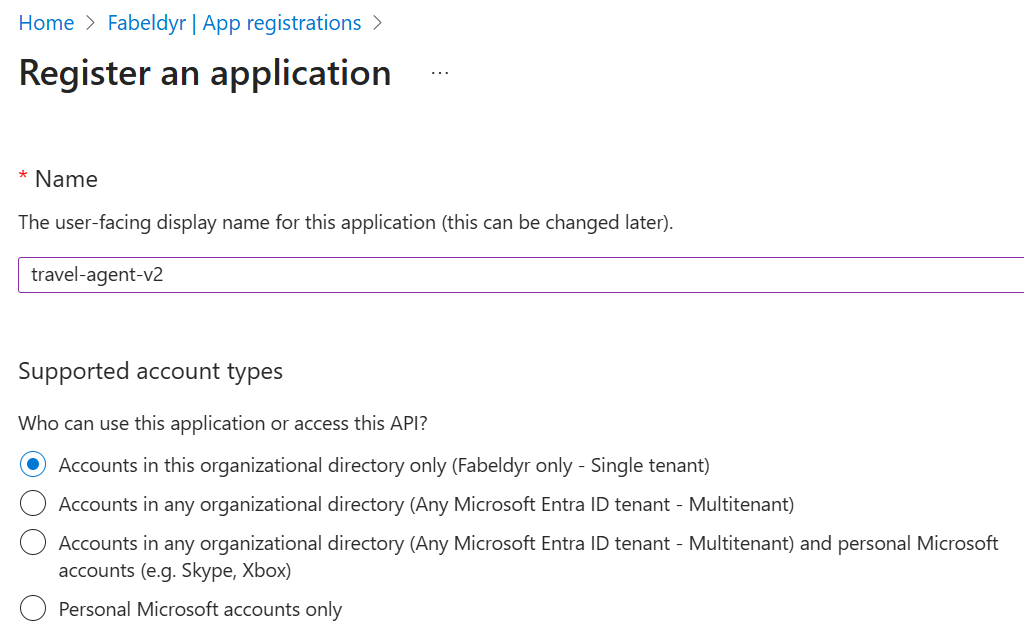 Home > Fabeldyr | App registrations >
Register an application ...
* Name
The user-facing display name for this application (this can be changed later).
travel-agent-v2
Supported account types
Who can use this application or access this API?
Accounts in this organizational directory only (Fabeldyr only - Single tenant)
Accounts in any organizational directory (Any Microsoft Entra ID tenant - Multitenant)
Accounts in any organizational directory (Any Microsoft Entra ID tenant - Multitenant) and personal Microsoft
accounts (e.g. Skype, Xbox)
Personal Microsoft accounts only